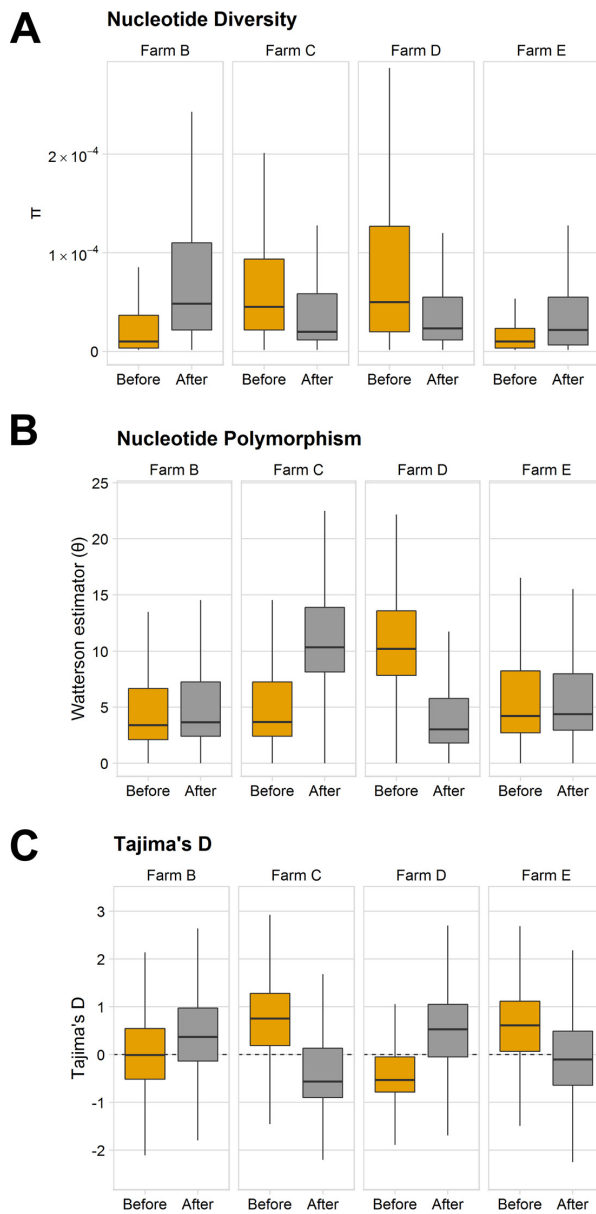 A
Nucleotide Diversity
Farm B Farm C Farm D Farm E
π
2 × 10⁻⁴
1 × 10⁻⁴
0
Before After Before After Before After Before After
B
Nucleotide Polymorphism
Farm B Farm C Farm D Farm E
Watterson estimator (θ)
25
20
15
10
5
0
Before After Before After Before After Before After
C
Tajima's D
Farm B Farm C Farm D Farm E
Tajima's D
3
2
1
0
-1
-2
Before After Before After Before After Before After